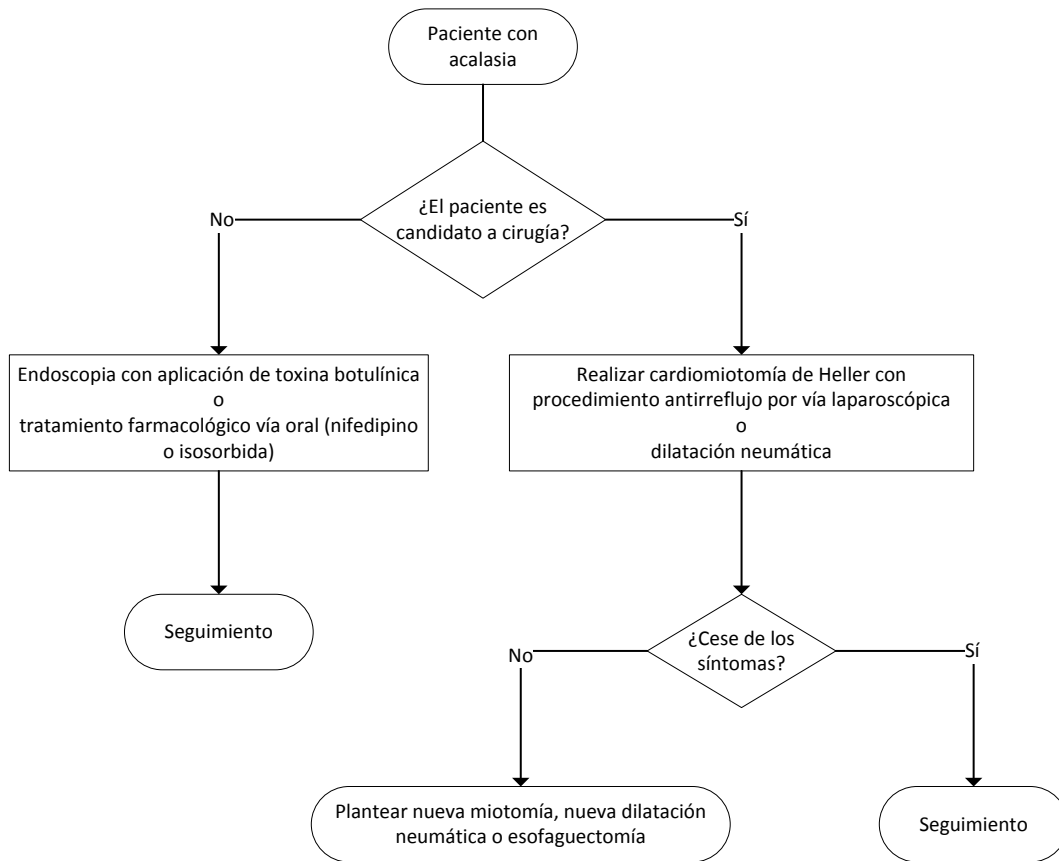 Paciente con
acalasia
¿El paciente es
candidato a cirugía?
No
Sí
Endoscopia con aplicación de toxina botulínica
o
tratamiento farmacológico vía oral (nifedipino
o isosorbida)
Realizar cardiomiotomía de Heller con
procedimiento antirreflujo por vía laparoscópica
o
dilatación neumática
Seguimiento
¿Cese de los
síntomas?
No
Sí
Plantear nueva miotomía, nueva dilatación
neumática o esofaguectomía
Seguimiento